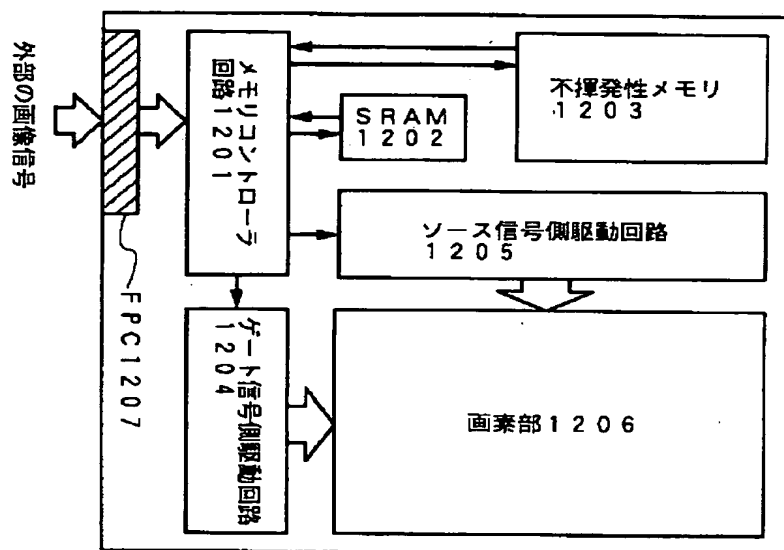 外部の画像信号
FPC1207
メモリコントローラ
回路1201
不揮発性メモリ
1203
SRAM
1202
ソース信号側駆動回路
1205
ゲート信号側駆動回路
1204
画素部1206